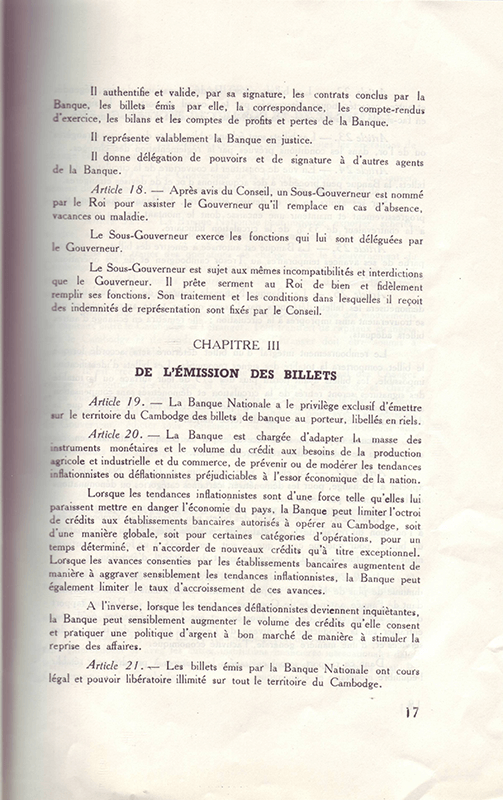 Il authentifie et valide, par sa signature, les contrats conclus par la
Banque, les billets émis par elle, la correspondance, les compte-rendus
d'exercice, les bilans et les comptes de profits et pertes de la Banque.
Il représente valablement la Banque en justice.
Il donne délégation de pouvoirs et de signature à d'autres agents
de la Banque.
Article 18. — Après avis du Conseil, un Sous-Gouverneur est nommé
par le Roi pour assister le Gouverneur qu'il remplace en cas d'absence,
vacances ou maladie.
Le Sous-Gouverneur exerce les fonctions qui lui sont déléguées par
le Gouverneur.
Le Sous-Gouverneur est sujet aux mêmes incompatibilités et interdictions
que le Gouverneur. Il prête serment au Roi de bien et fidèlement
remplir ses fonctions. Son traitement et les conditions dans lesquelles il reçoit
des indemnités de représentation sont fixés par le Conseil.
CHAPITRE III
DE L'ÉMISSION DES BILLETS
Article 19. — La Banque Nationale a le privilège exclusif d'émettre
sur le territoire du Cambodge des billets de banque au porteur, libellés en riels.
Article 20. — La Banque est chargée d'adapter la masse des
instruments monétaires et le volume du crédit aux besoins de la production
agricole et industrielle et du commerce, de prévenir ou de modérer les tendances
inflationnistes ou déflationnistes préjudiciables à l'essor économique de la nation.
Lorsque les tendances inflationnistes sont d'une force telle qu'elles lui
paraissent mettre en danger l'économie du pays, la Banque peut limiter l'octroi
de crédits aux établissements bancaires autorisés à opérer au Cambodge, soit
d'une manière globale, soit pour certaines catégories d'opérations, pour un
temps déterminé, et n'accorder de nouveaux crédits qu'à titre exceptionnel.
Lorsque les avances consenties par les établissements bancaires augmentent de
manière à aggraver sensiblement les tendances inflationnistes, la Banque peut
également limiter le taux d'accroissement de ces avances.
A l'inverse, lorsque les tendances déflationnistes deviennent inquiètantes,
la Banque peut sensiblement augmenter le volume des crédits qu'elle consent
et pratiquer une politique d'argent à bon marché de manière à stimuler la
reprise des affaires.
Article 21. — Les billets émis par la Banque Nationale ont cours
légal et pouvoir libératoire illimité sur tout le territoire du Cambodge.
17